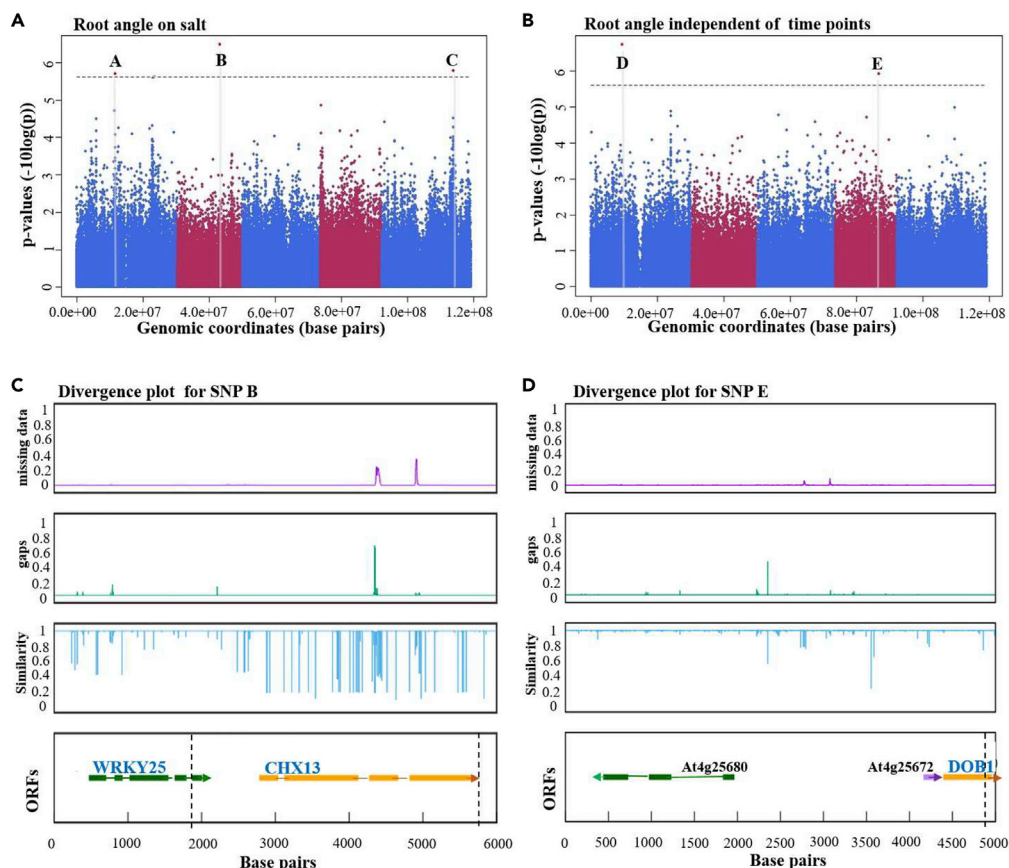 A
Root angle on salt
p-values (-10log(p))
6
5
4
3
2
1
0
A
B
C
0.0e+00
2.0e+07
4.0e+07
6.0e+07
8.0e+07
1.0e+08
1.2e+08
Genomic coordinates (base pairs)
B
Root angle independent of time points
p-values (-10log(p))
6
5
4
3
2
1
0
D
E
0.0e+00
2.0e+07
4.0e+07
6.0e+07
8.0e+07
1.0e+08
1.2e+08
Genomic coordinates (base pairs)
C
Divergence plot for SNP B
missing data
1
0.8
0.6
0.4
0.2
0
gaps
1
0.8
0.6
0.4
0.2
0
Similarity
1
0.8
0.6
0.4
0.2
0
ORFs
WRKY25
CHX13
0
1000
2000
3000
4000
5000
6000
Base pairs
D
Divergence plot for SNP E
missing data
1
0.8
0.6
0.4
0.2
0
gaps
1
0.8
0.6
0.4
0.2
0
Similarity
1
0.8
0.6
0.4
0.2
0
ORFs
At4g25680
At4g25672
DOB1
0
500
1000
1500
2000
2500
3000
3500
4000
4500
5000
Base pairs